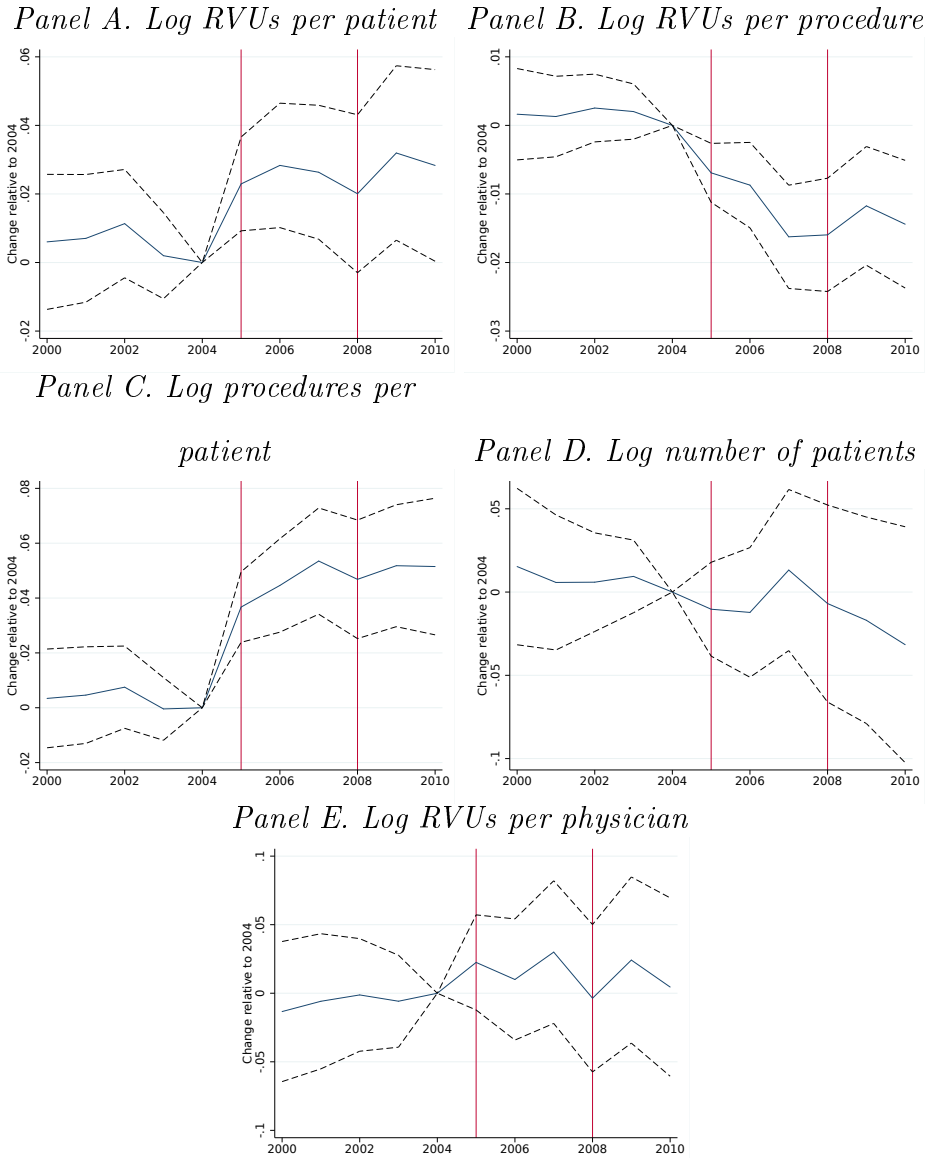 Panel A. Log RVUs per patient
Change relative to 2004
.06
.04
.02
0
-.02
2000 2002 2004 2006 2008 2010
Panel B. Log RVUs per procedure
Change relative to 2004
.01
0
-.01
-.02
-.03
2000 2002 2004 2006 2008 2010
Panel C. Log procedures per
patient
Change relative to 2004
.08
.06
.04
.02
0
-.02
2000 2002 2004 2006 2008 2010
Panel D. Log number of patients
Change relative to 2004
.05
0
-.05
-.1
2000 2002 2004 2006 2008 2010
Panel E. Log RVUs per physician
Change relative to 2004
.1
.05
0
-.05
-.1
2000 2002 2004 2006 2008 2010